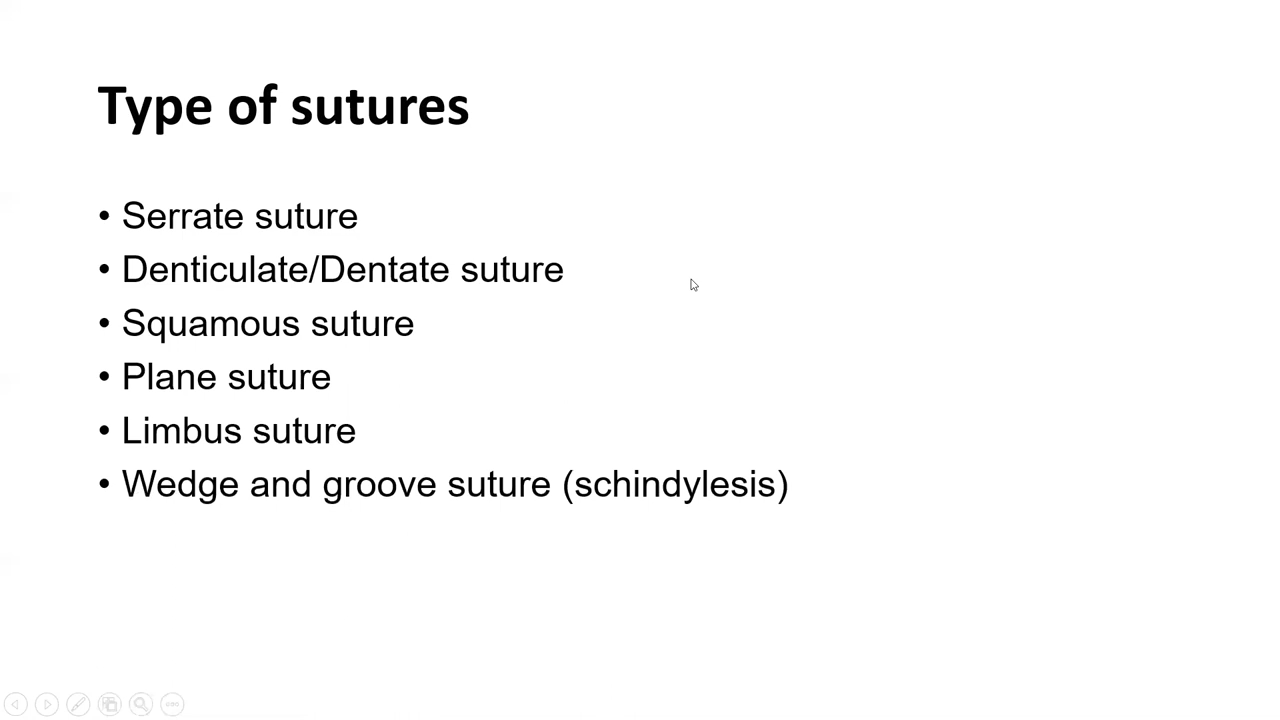 Type of sutures
• Serrate suture
• Denticulate/Dentate suture
• Squamous suture
• Plane suture
• Limbus suture
• Wedge and groove suture (schindylesis)